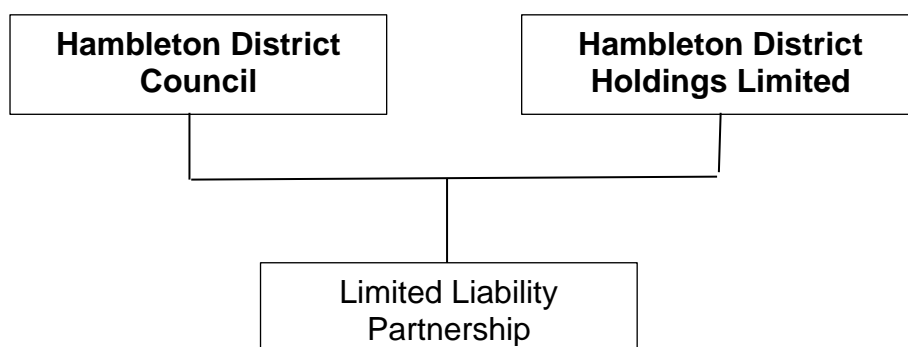 Hambleton District
Council
Hambleton District
Holdings Limited
Limited Liability
Partnership